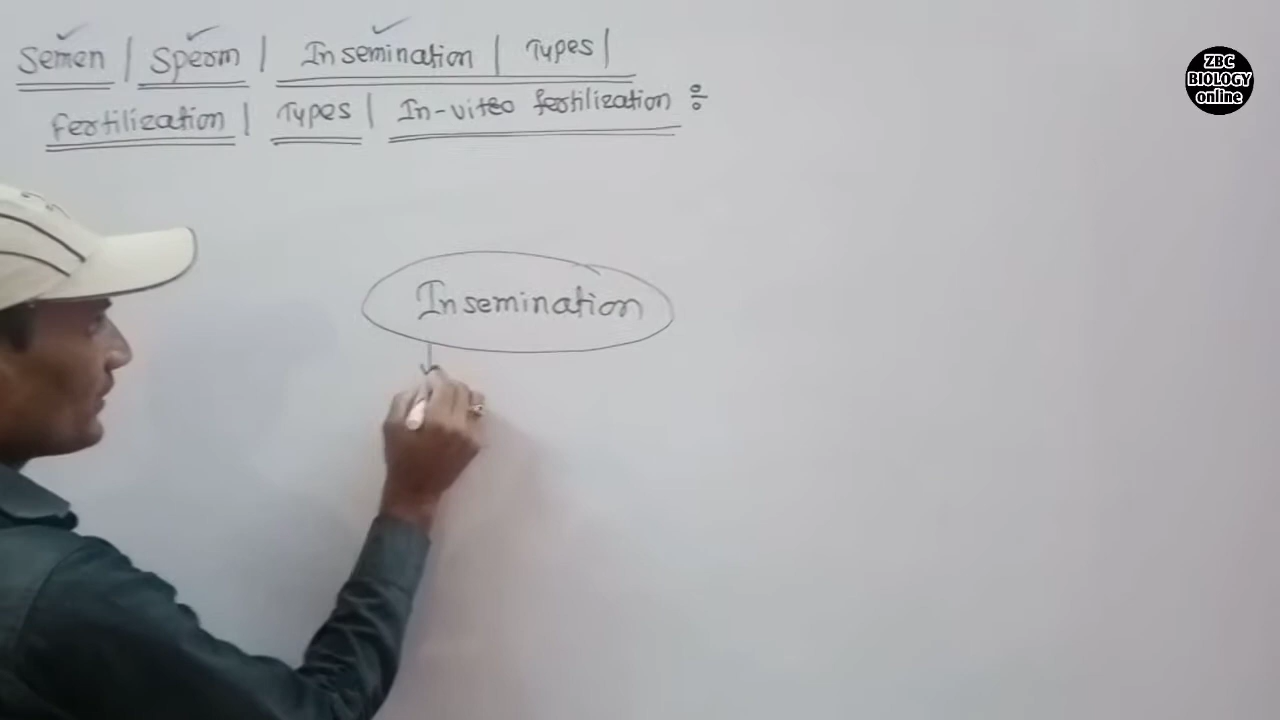 Semen | Sperm | Insemination | Types |
Fertilization | Types | In-vitro fertilization ÷
Insemination
ZBC
BIOLOGY
online